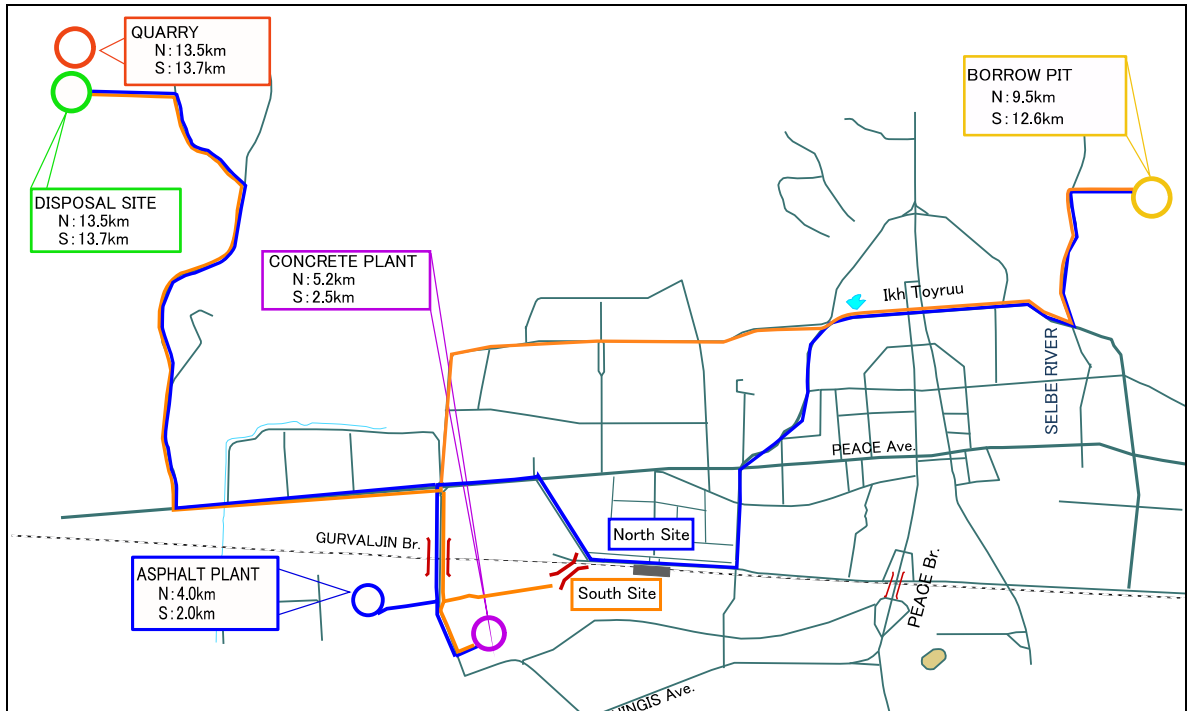 QUARRY
N:13.5km
S:13.7km
BORROW PIT
N:9.5km
S:12.6km
DISPOSAL SITE
N:13.5km
S:13.7km
CONCRETE PLANT
N:5.2km
S:2.5km
Ikh Toyruu
SELBE RIVER
PEACE Ave.
GURVALJIN Br.
North Site
ASPHALT PLANT
N:4.0km
S:2.0km
South Site
PEACE Br.
HINGIS Ave.